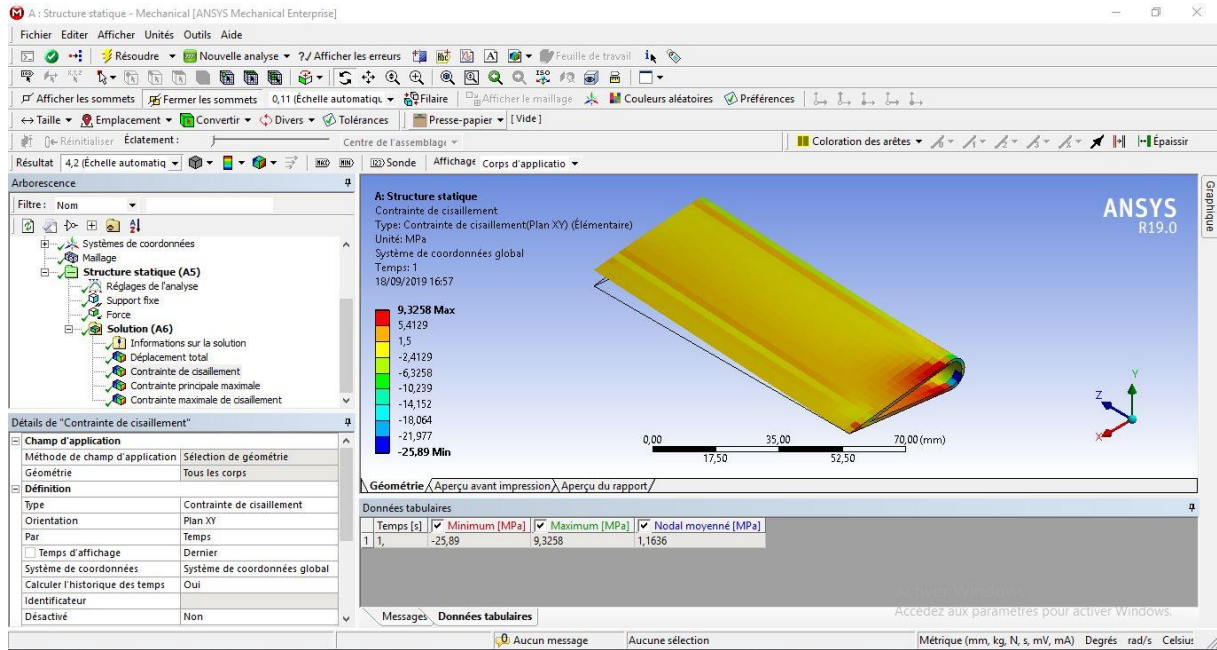 A : Structure statique - Mechanical [ANSYS Mechanical Enterprise]
Fichier Editer Afficher Unités Outils Aide
Résoudre Nouvelle analyse ?/ Afficher les erreurs A Feuille de travail
ISO
Afficher les sommets Fermer les sommets 0,11 (Échelle automatiqu Filaire Afficher le maillage Couleurs aléatoires Préférences
Taille Emplacement Convertir Divers Tolérances Presse-papier [Vide]
Réinitialiser Éclatement : Centre de l'assemblage Coloration des arêtes Épaissir
Résultat 4,2 (Échelle automatiq Sonde Affichage Corps d'applicatio
Arborescence
Filtre : Nom
Systèmes de coordonnées
Maillage
Structure statique (A5)
Réglages de l'analyse
Support fixe
Force
Solution (A6)
Informations sur la solution
Déplacement total
Contrainte de cisaillement
Contrainte principale maximale
Contrainte maximale de cisaillement
Détails de "Contrainte de cisaillement"
Champ d'application
Méthode de champ d'application Sélection de géométrie
Géométrie Tous les corps
Définition
Type Contrainte de cisaillement
Orientation Plan XY
Par Temps
Temps d'affichage Dernier
Système de coordonnées Système de coordonnées global
Calculer l'historique des temps Oui
Identificateur
Désactivé Non
A: Structure statique
Contrainte de cisaillement
Type: Contrainte de cisaillement(Plan XY) (Élémentaire)
Unité: MPa
Système de coordonnées global
Temps: 1
18/09/2019 16:57
9,3258 Max
5,4129
1,5
-2,4129
-6,3258
-10,239
-14,152
-18,064
-21,977
-25,89 Min
ANSYS
R19.0
Graphique
Y
Z
X
0,00 35,00 70,00 (mm)
17,50 52,50
Géométrie Aperçu avant impression Aperçu du rapport
Données tabulaires
Temps [s] Minimum [MPa] Maximum [MPa] Nodal moyenné [MPa]
1 1, -25,89 9,3258 1,1636
Activer Windows
Accédez aux paramètres pour activer Windows.
Messages Données tabulaires
Aucun message Aucune sélection Métrique (mm, kg, N, s, mV, mA) Degrés rad/s Celsius